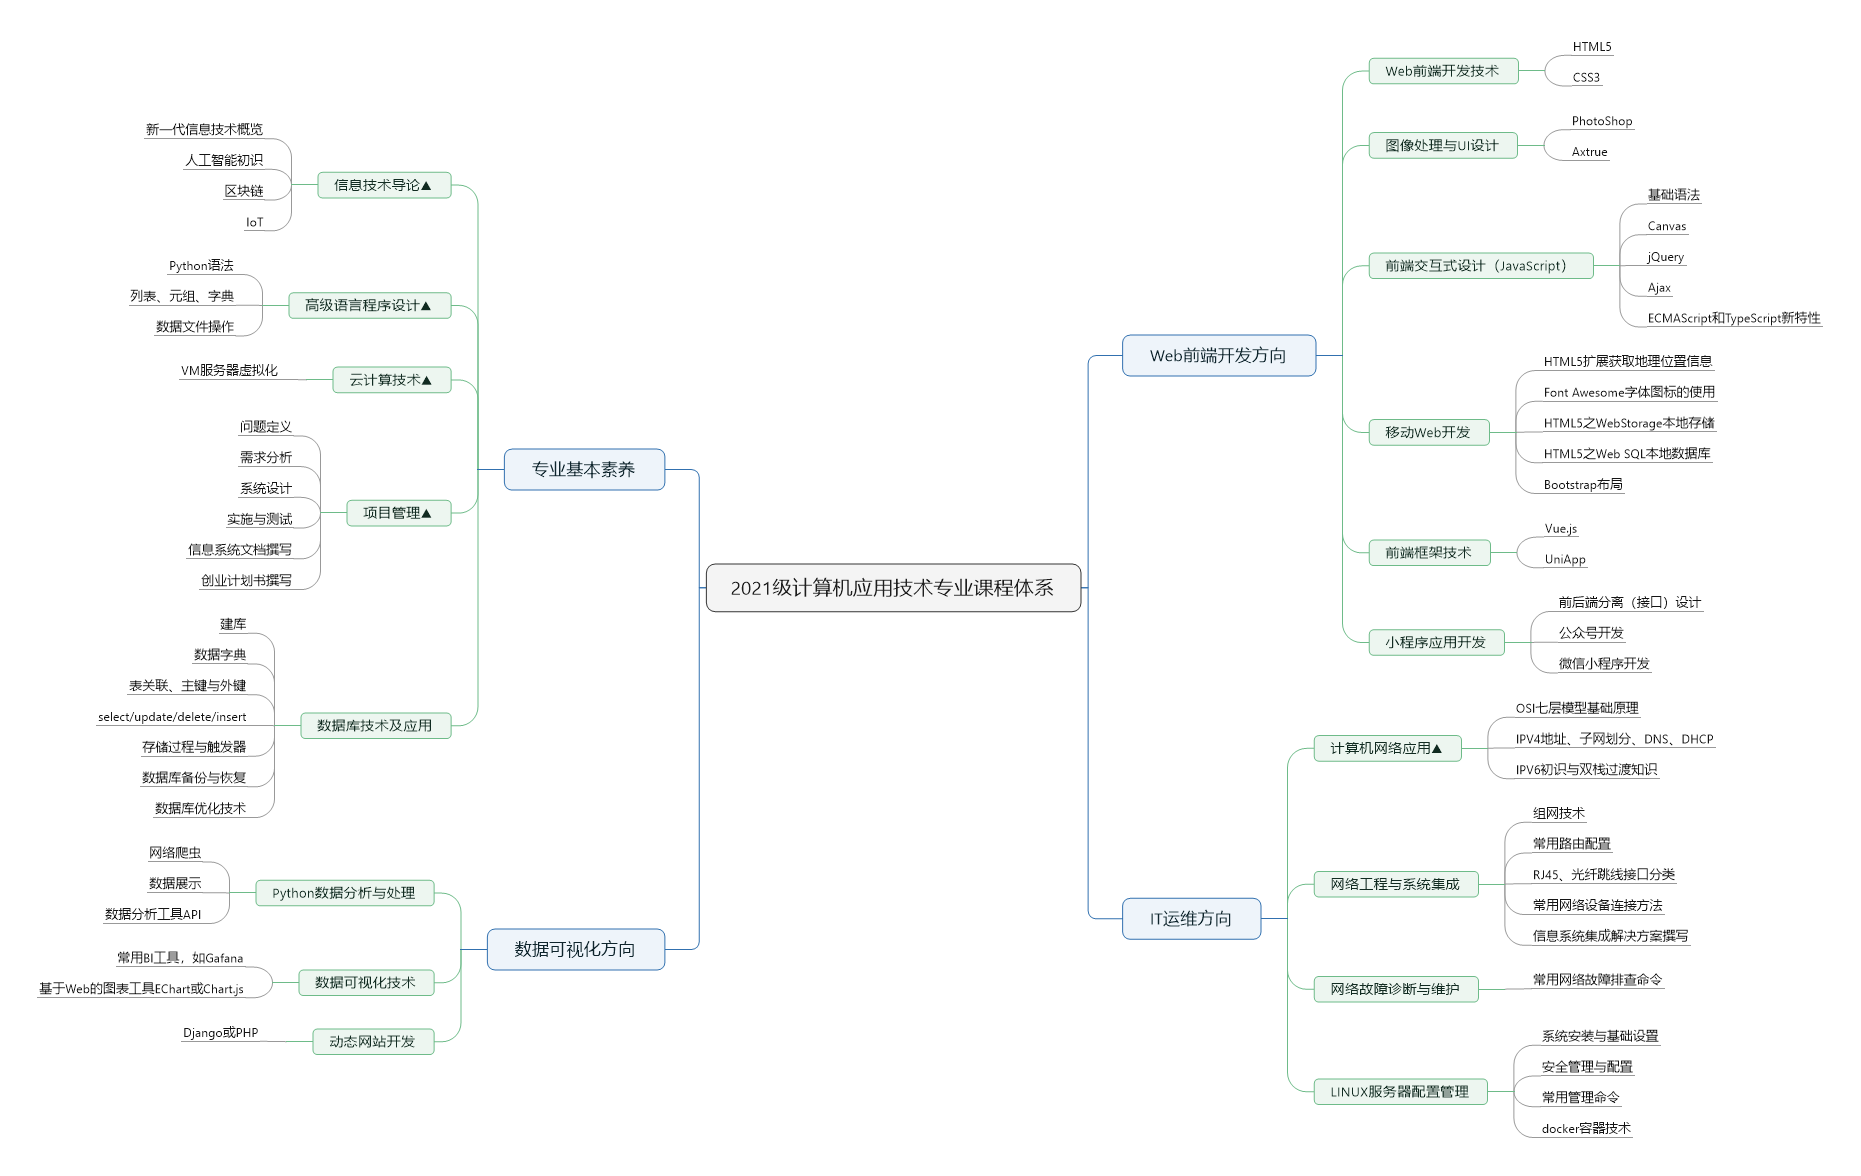 2021级计算机应用技术专业课程体系
专业基本素养
信息技术导论▲
新一代信息技术概览
人工智能初识
区块链
IoT
高级语言程序设计▲
Python语法
列表、元组、字典
数据文件操作
云计算技术▲
VM服务器虚拟化
项目管理▲
问题定义
需求分析
系统设计
实施与测试
信息系统文档撰写
创业计划书撰写
数据库技术及应用
建库
数据字典
表关联、主键与外键
select/update/delete/insert
存储过程与触发器
数据库备份与恢复
数据库优化技术
数据可视化方向
Python数据分析与处理
网络爬虫
数据展示
数据分析工具API
数据可视化技术
常用BI工具，如Gafana
基于Web的图表工具EChart或Chart.js
动态网站开发
Django或PHP
Web前端开发方向
Web前端开发技术
HTML5
CSS3
图像处理与UI设计
PhotoShop
Axtrue
前端交互式设计（JavaScript）
基础语法
Canvas
jQuery
Ajax
ECMAScript和TypeScript新特性
移动Web开发
HTML5扩展获取地理位置信息
Font Awesome字体图标的使用
HTML5之WebStorage本地存储
HTML5之Web SQL本地数据库
Bootstrap布局
前端框架技术
Vue.js
UniApp
小程序应用开发
前后端分离（接口）设计
公众号开发
微信小程序开发
IT运维方向
计算机网络应用▲
OSI七层模型基础原理
IPV4地址、子网划分、DNS、DHCP
IPV6初识与双栈过渡知识
网络工程与系统集成
组网技术
常用路由配置
RJ45、光纤跳线接口分类
常用网络设备连接方法
信息系统集成解决方案撰写
网络故障诊断与维护
常用网络故障排查命令
LINUX服务器配置管理
系统安装与基础设置
安全管理与配置
常用管理命令
docker容器技术